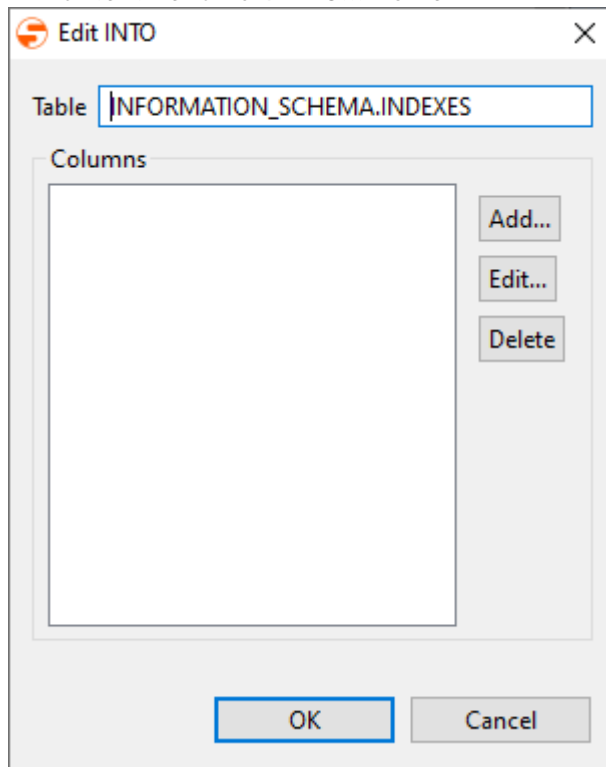 Edit INTO
Table INFORMATION_SCHEMA.INDEXES
Columns
Add...
Edit...
Delete
OK Cancel